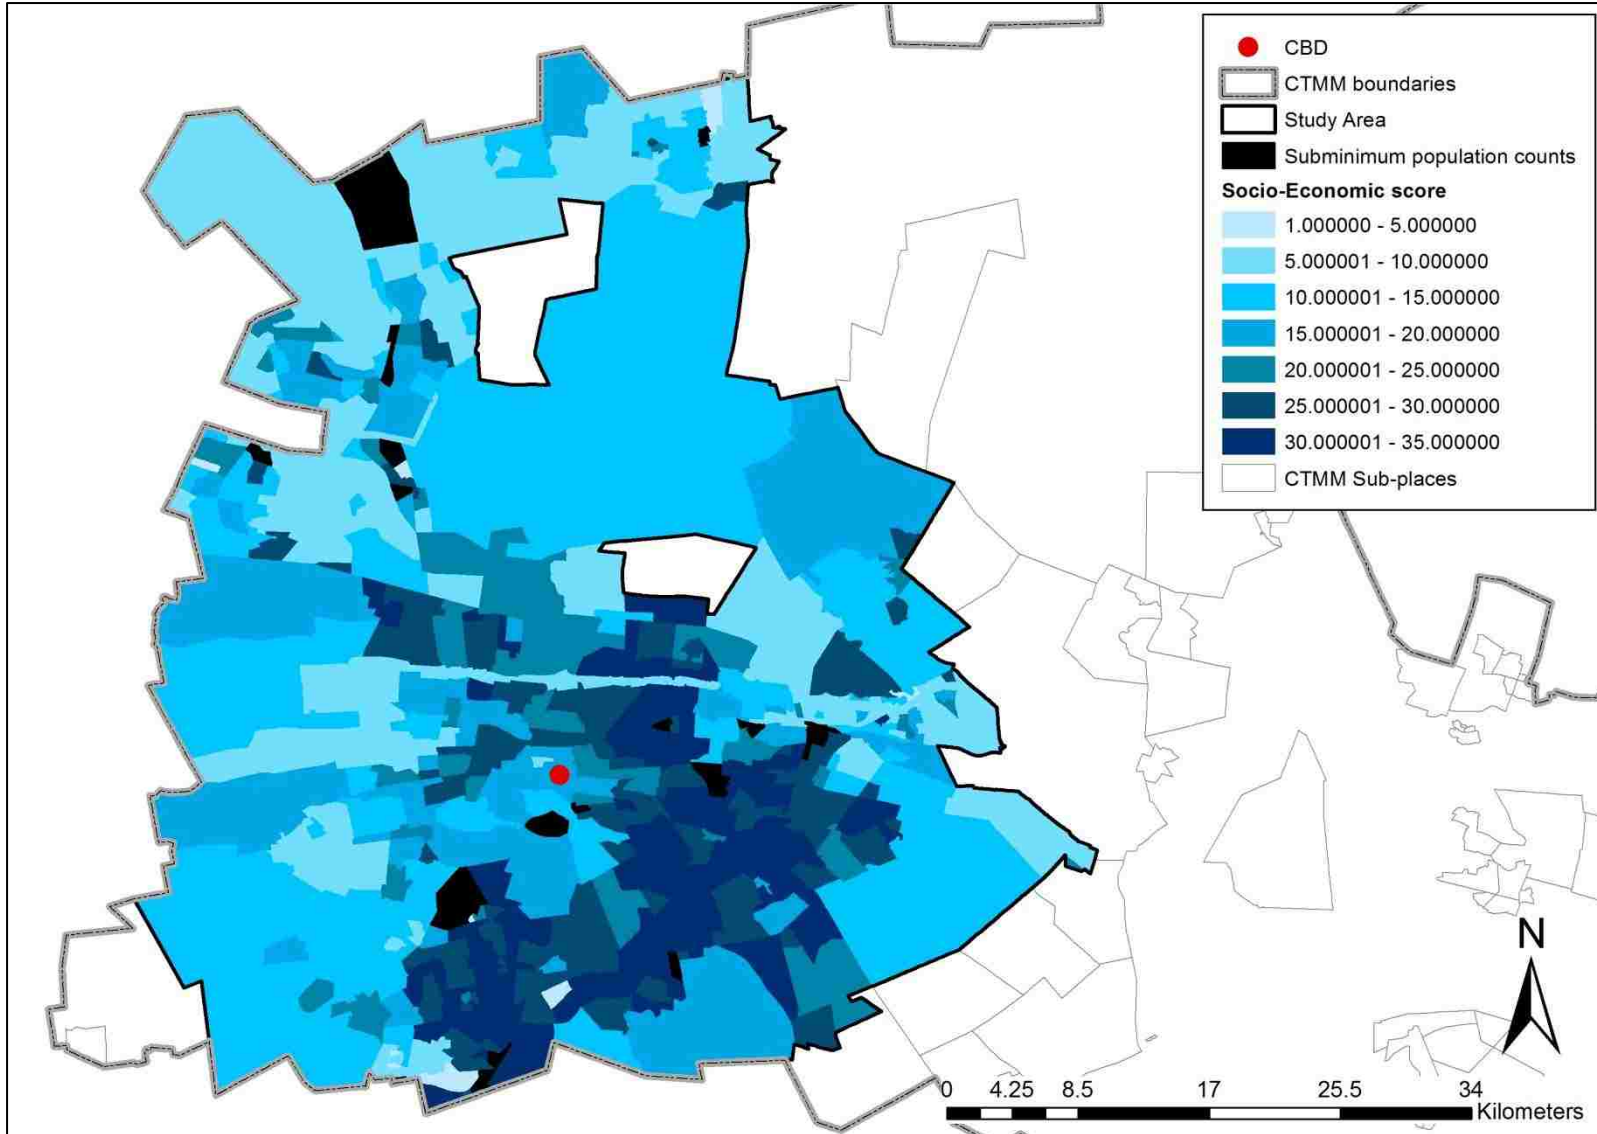 CBD
CTMM boundaries
Study Area
Subminimum population counts
Socio-Economic score
1.000000 - 5.000000
5.000001 - 10.000000
10.000001 - 15.000000
15.000001 - 20.000000
20.000001 - 25.000000
25.000001 - 30.000000
30.000001 - 35.000000
CTMM Sub-places
N
0 4.25 8.5 17 25.5 34
Kilometers